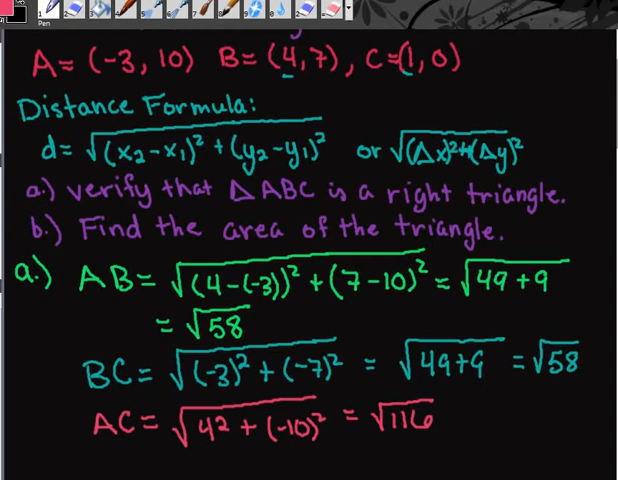 A = (-3, 10) B = (4, 7), C = (1, 0)
Distance Formula:
d = √((x₂ - x₁)² + (y₂ - y₁)²) or √((Δx)² + (Δy)²)
a.) verify that △ABC is a right triangle.
b.) Find the area of the triangle.
a.) AB = √((4 - (-3))² + (7 - 10)²) = √(49 + 9)
= √58
BC = √((-3)² + (-7)²) = √(49 + 9) = √58
AC = √(4² + (-10)²) = √116